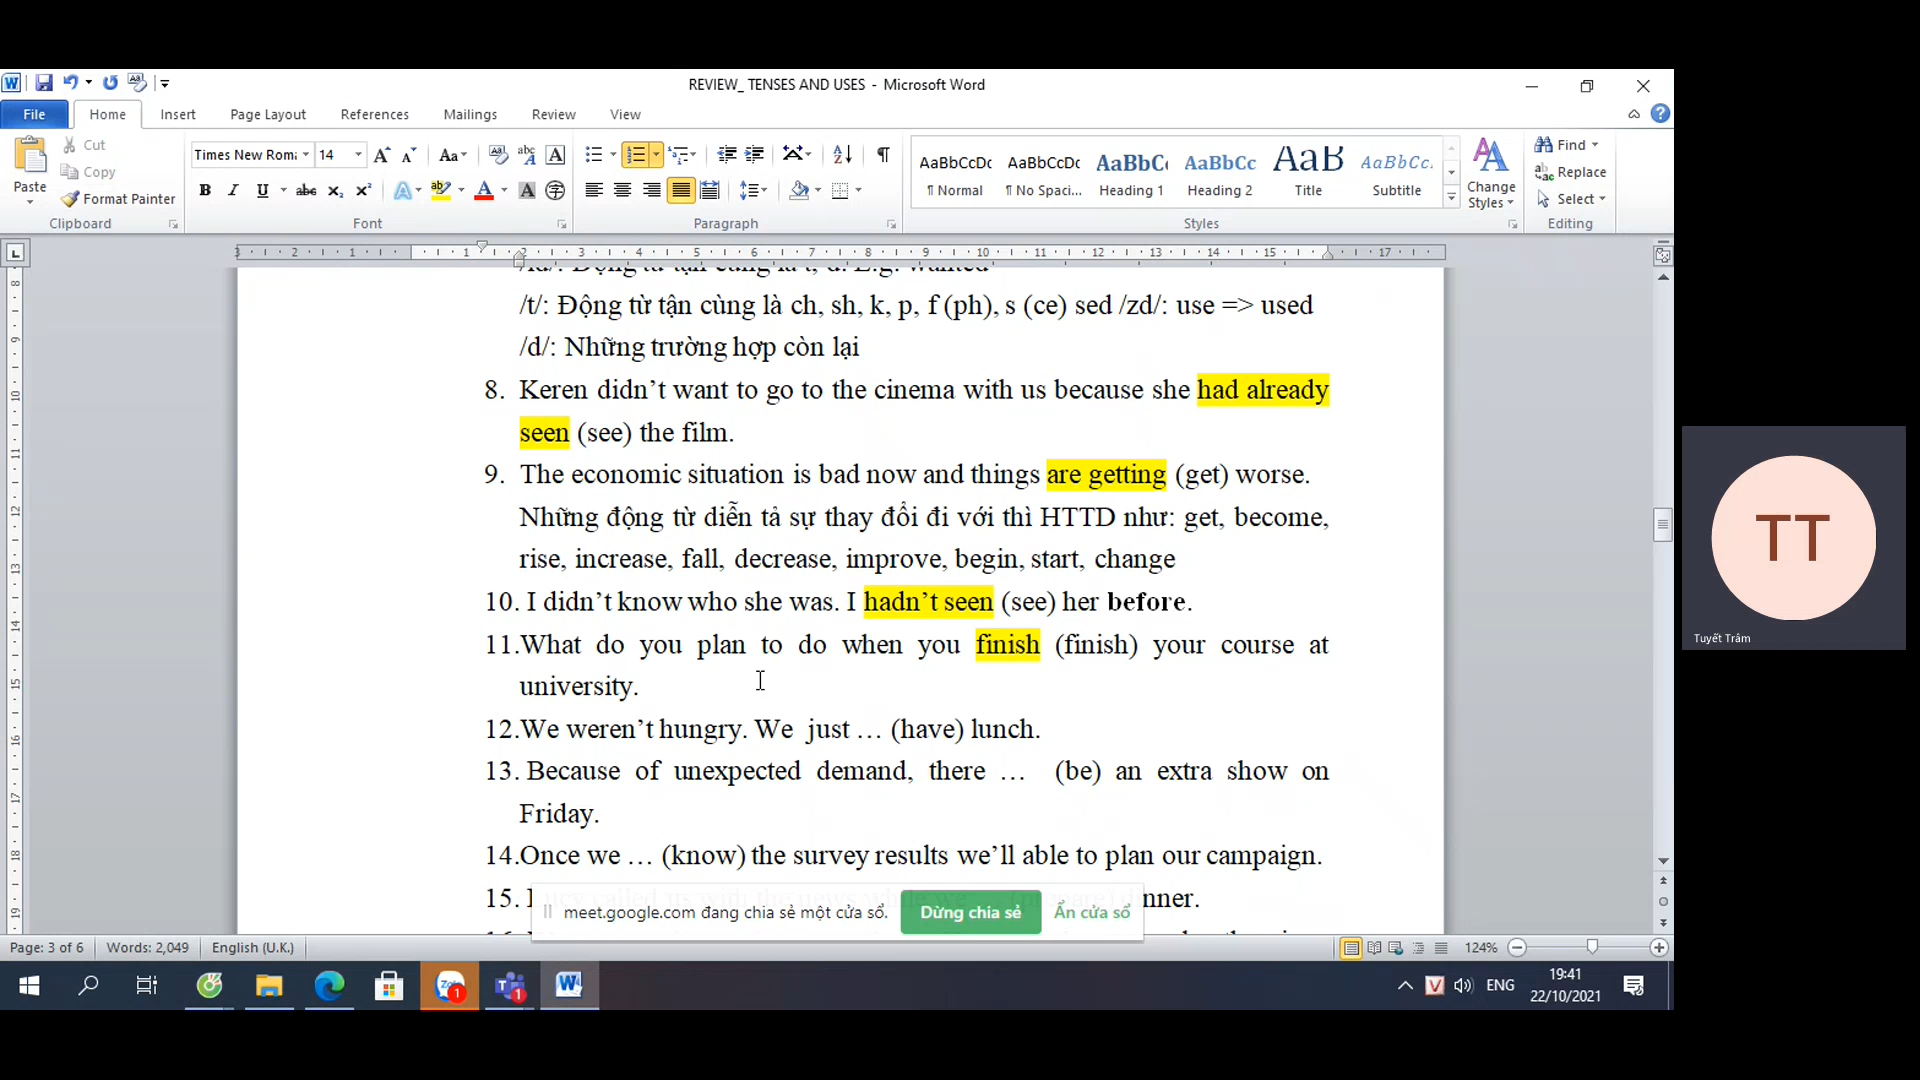 REVIEW_ TENSES AND USES - Microsoft Word
File Home Insert Page Layout References Mailings Review View
Cut
Copy
Format Painter
Paste
Clipboard
Times New Roma 14
Font
Paragraph
AaBbCcDc AaBbCcDc AaBbC AaBbCc AaB AaBbCc.
¶ Normal ¶ No Spaci... Heading 1 Heading 2 Title Subtitle
Change Styles
Styles
Find
Replace
Select
Editing
/t/: Động từ tận cùng là ch, sh, k, p, f (ph), s (ce) sed /zd/: use => used
/d/: Những trường hợp còn lại
8. Keren didn’t want to go to the cinema with us because she had already
seen (see) the film.
9. The economic situation is bad now and things are getting (get) worse.
Những động từ diễn tả sự thay đổi đi với thì HTTD như: get, become,
rise, increase, fall, decrease, improve, begin, start, change
10. I didn’t know who she was. I hadn’t seen (see) her before.
11.What do you plan to do when you finish (finish) your course at
university.
12.We weren’t hungry. We just … (have) lunch.
13. Because of unexpected demand, there … (be) an extra show on
Friday.
14.Once we … (know) the survey results we’ll able to plan our campaign.
15. dinner.
meet.google.com đang chia sẻ một cửa sổ. Dừng chia sẻ Ẩn cửa sổ
Page: 3 of 6 Words: 2,049 English (U.K.) 124%
ENG 19:41
22/10/2021
TT
Tuyết Trâm